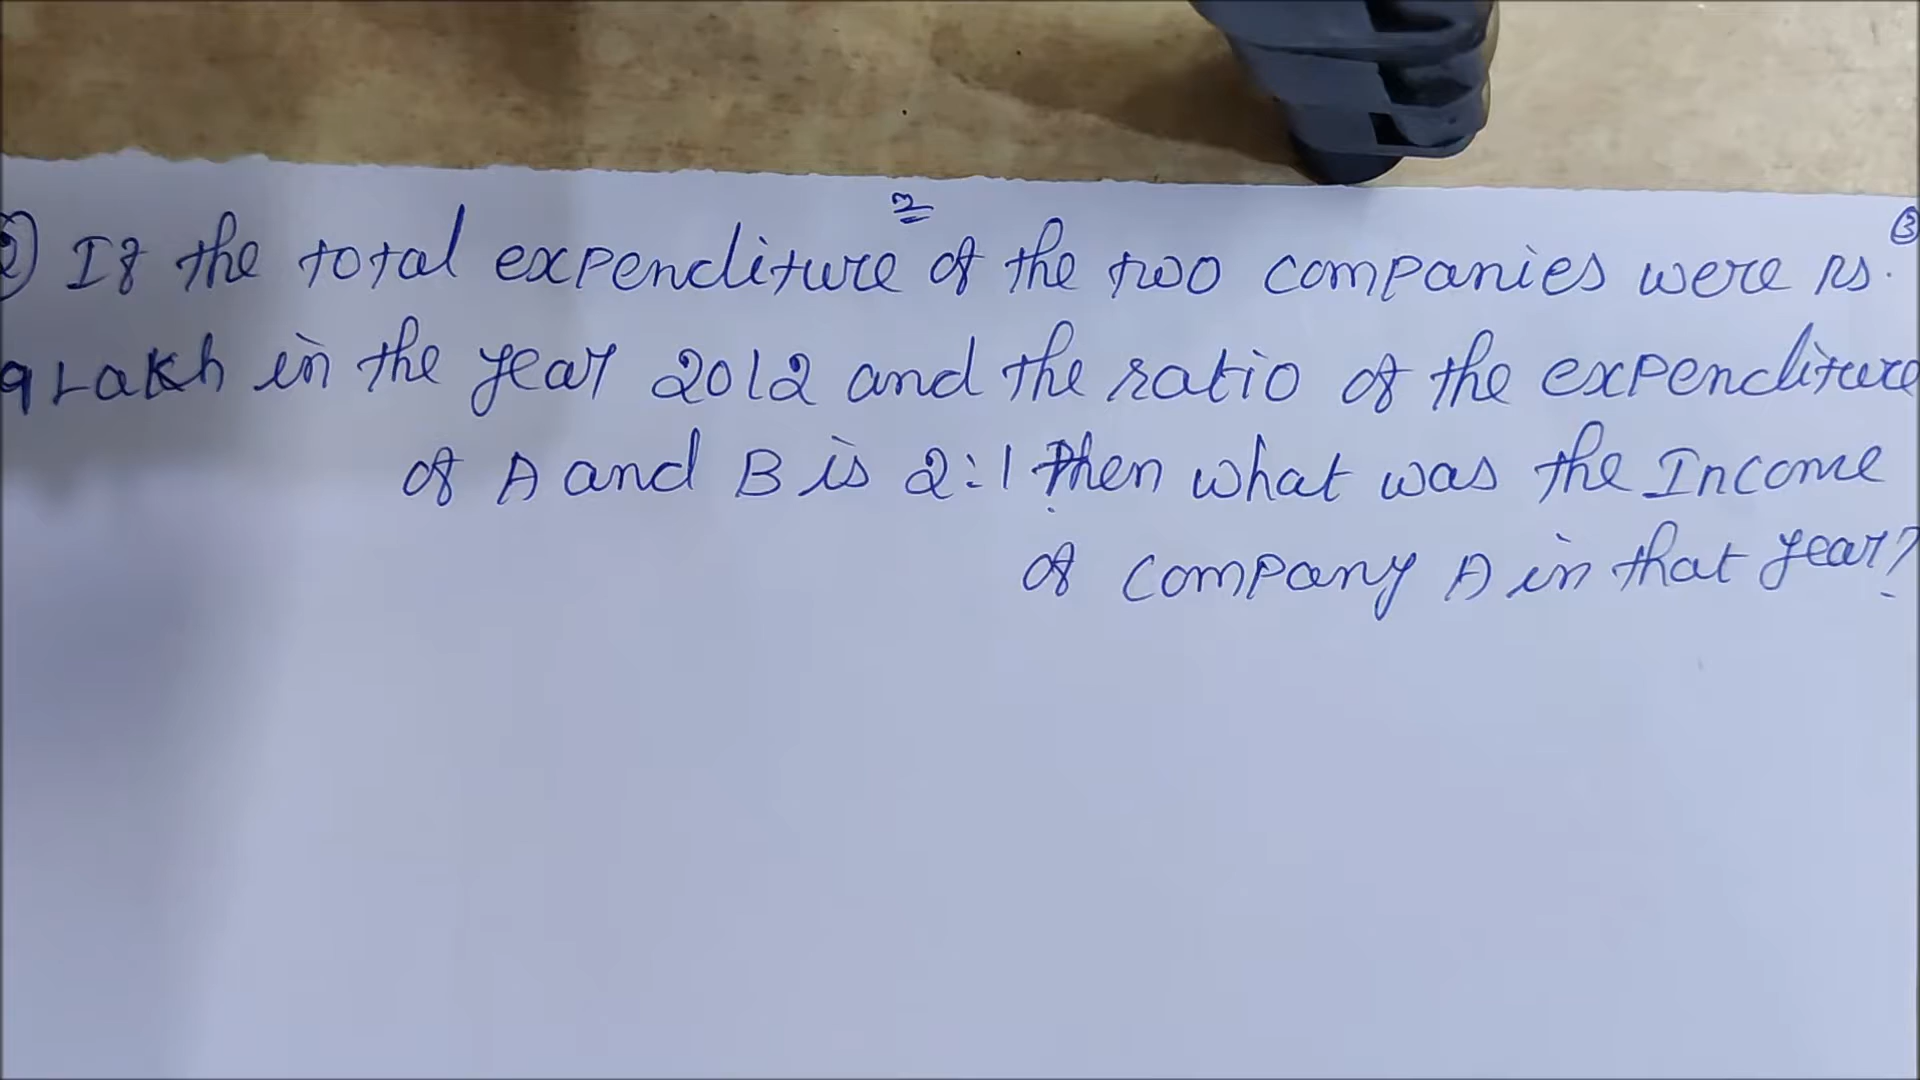 2
③
2) If the total expenditure of the two companies were rs.
9 Lakh in the year 2012 and the ratio of the expenditure
of A and B is 2:1 then what was the Income
of company A in that year?